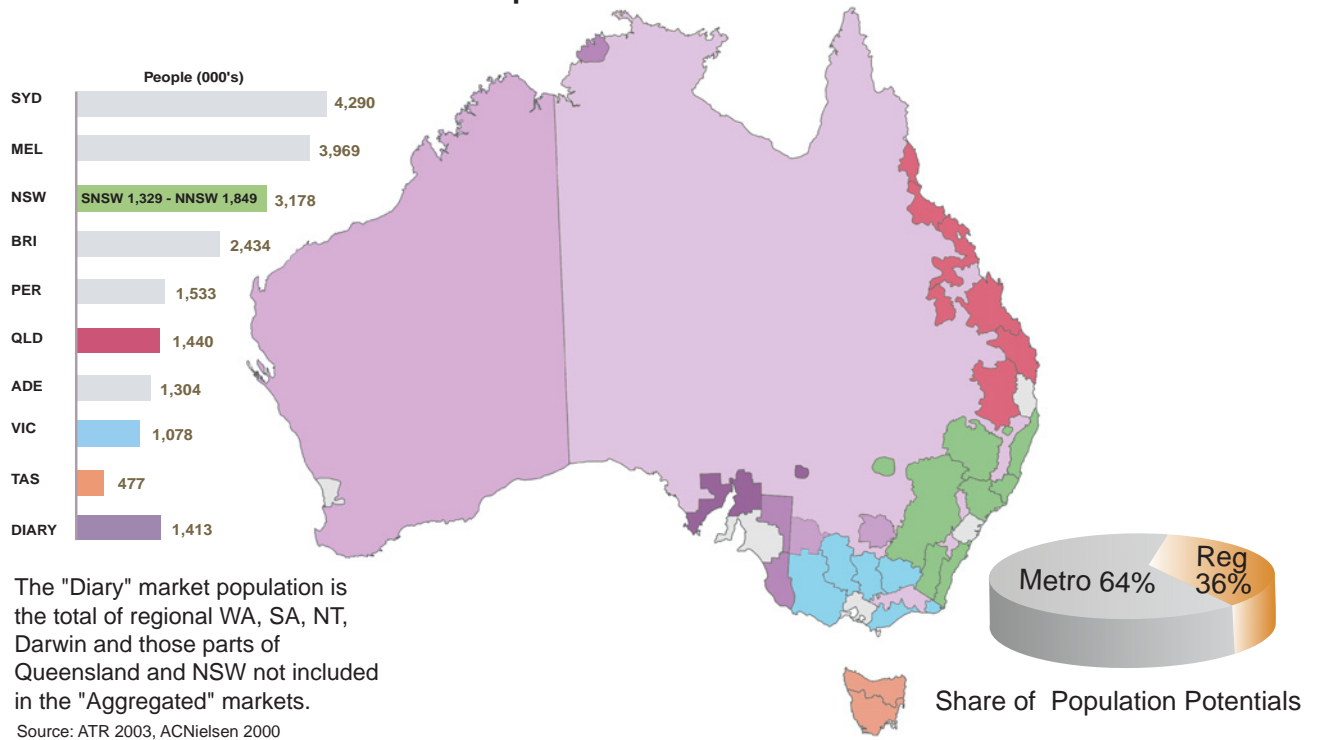 People (000's)
SYD 4,290
MEL 3,969
NSW SNSW 1,329 - NNSW 1,849 3,178
BRI 2,434
PER 1,533
QLD 1,440
ADE 1,304
VIC 1,078
TAS 477
DIARY 1,413
The "Diary" market population is
the total of regional WA, SA, NT,
Darwin and those parts of
Queensland and NSW not included
in the "Aggregated" markets.
Source: ATR 2003, ACNielsen 2000
Metro 64%
Reg
36%
Share of Population Potentials